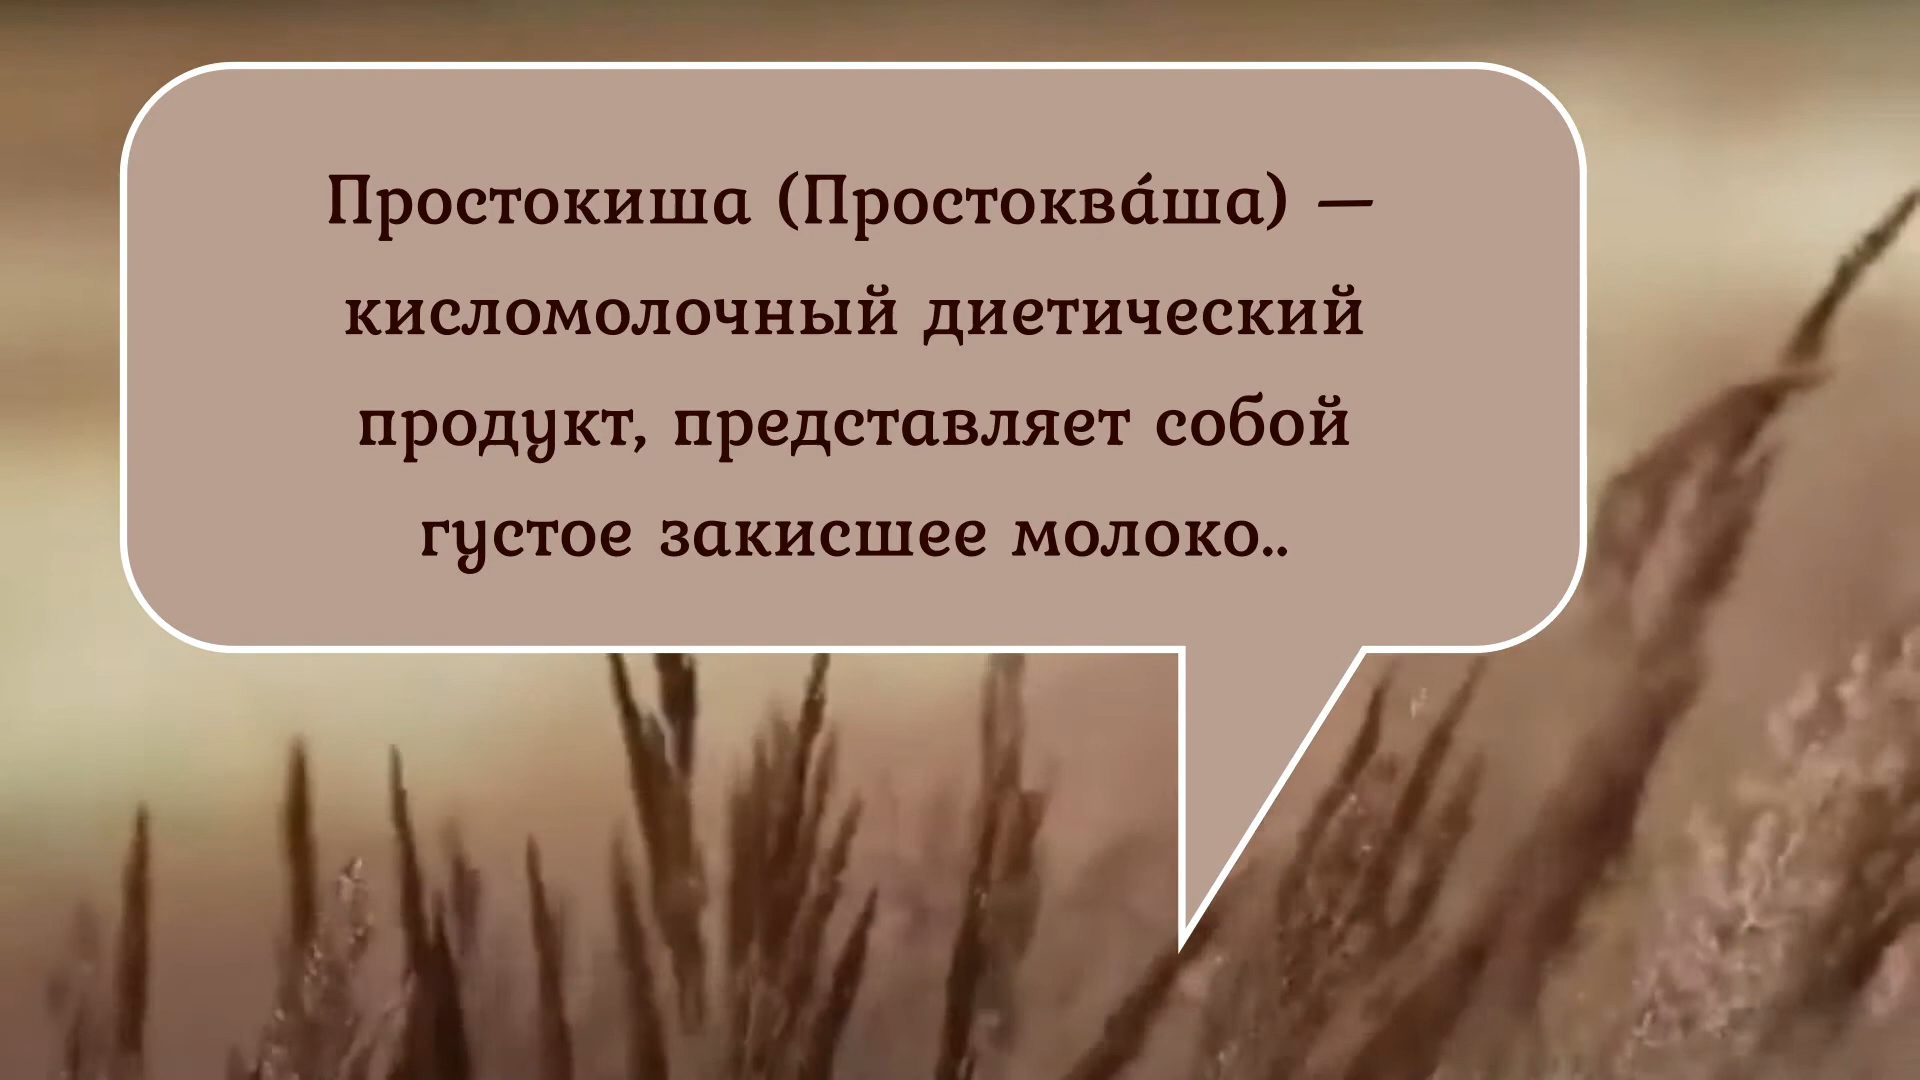 Простокиша (Простоква́ша) —
кисломолочный диетический
продукт, представляет собой
густое закисшее молоко..